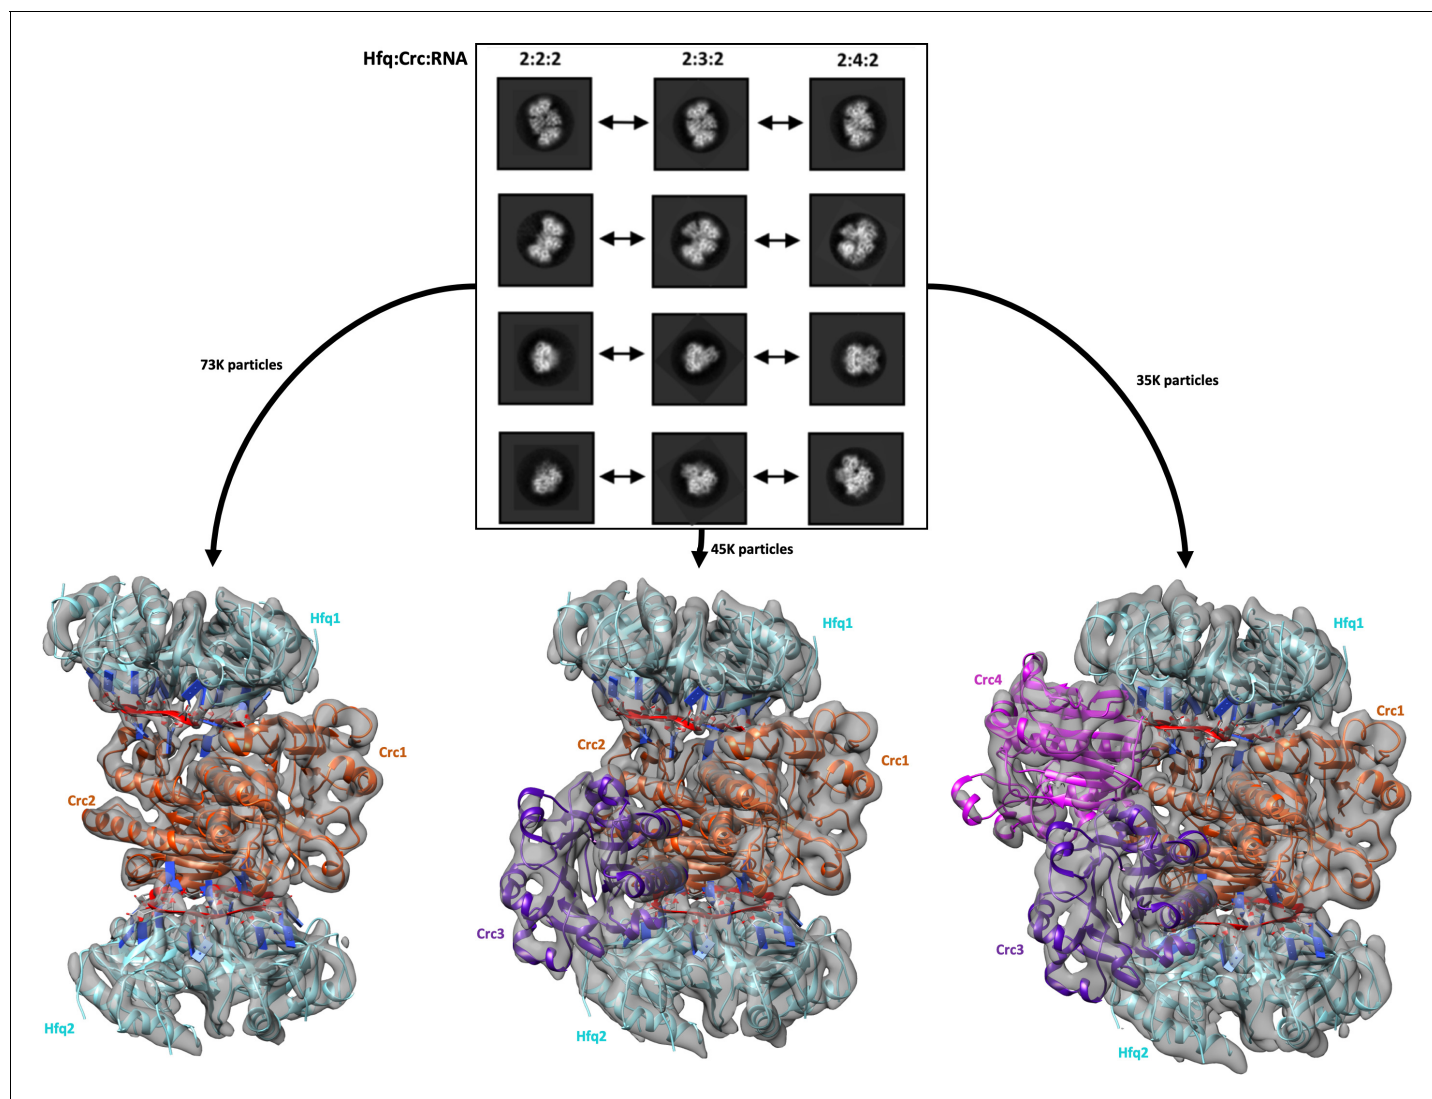 Hfq:Crc:RNA 2:2:2 2:3:2 2:4:2
73K particles
35K particles
45K particles
Hfq1
Crc2
Crc1
Hfq2
Hfq1
Crc2
Crc1
Crc3
Hfq2
Hfq1
Crc4
Crc1
Crc3
Hfq2